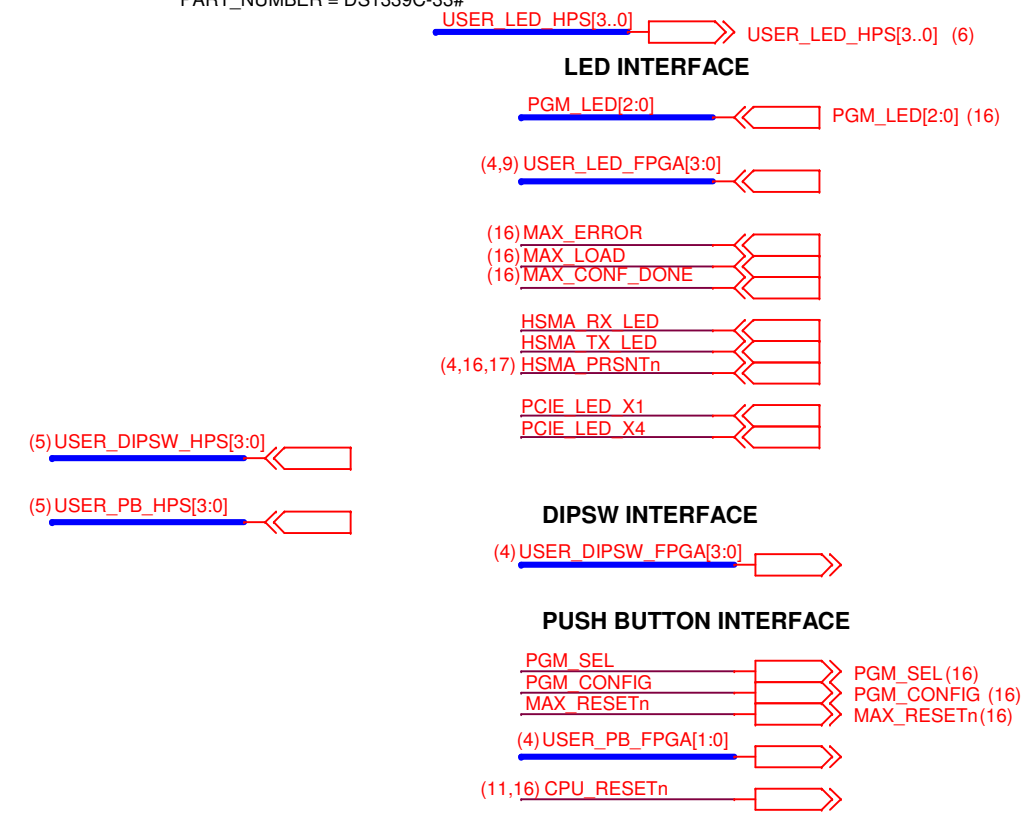 PART_NUMBER = DS1339C-33#
USER_LED_HPS[3..0] USER_LED_HPS[3..0] (6)
LED INTERFACE
PGM_LED[2:0] PGM_LED[2:0] (16)
(4,9) USER_LED_FPGA[3:0]
(16) MAX_ERROR
(16) MAX_LOAD
(16) MAX_CONF_DONE
HSMA_RX_LED
HSMA_TX_LED
(4,16,17) HSMA_PRSNTn
PCIE_LED_X1
PCIE_LED_X4
(5) USER_DIPSW_HPS[3:0]
(5) USER_PB_HPS[3:0]
DIPSW INTERFACE
(4) USER_DIPSW_FPGA[3:0]
PUSH BUTTON INTERFACE
PGM_SEL PGM_SEL (16)
PGM_CONFIG PGM_CONFIG (16)
MAX_RESETn MAX_RESETn (16)
(4) USER_PB_FPGA[1:0]
(11,16) CPU_RESETn